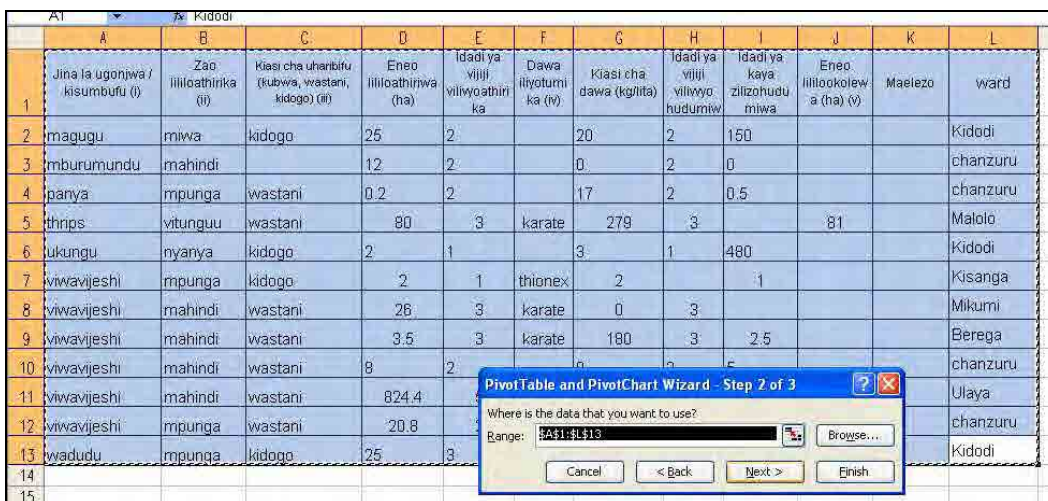 A1 fx Kidodi
A B C D E F G H I J K L
1 Jina la ugonjwa / kisumbufu (i) Zao lililoathirika (ii) Kiasi cha uharibifu (kubwa, wastani, kidogo) (iii) Eneo lililoathiriwa (ha) Idadi ya vijiji vilivyoathiri ka Dawa iliyotumi ka (iv) Kiasi cha dawa (kg/lita) Idadi ya vijiji vilivyo hudumiw Idadi ya kaya zilizohudu miwa Eneo lililookolew a (ha) (v) Maelezo ward
2 magugu miwa kidogo 25 2 20 2 150 Kidodi
3 mburumundu mahindi 12 2 0 2 0 chanzuru
4 panya mpunga wastani 0.2 2 17 2 0.5 chanzuru
5 thrips vitunguu wastani 80 3 karate 279 3 81 Malolo
6 ukungu nyanya kidogo 2 1 3 1 480 Kidodi
7 viwavijeshi mpunga kidogo 2 1 thionex 2 1 Kisanga
8 viwavijeshi mahindi wastani 26 3 karate 0 3 Mikumi
9 viwavijeshi mahindi wastani 3.5 3 karate 180 3 2.5 Berega
10 viwavijeshi mahindi wastani 8 2 chanzuru
11 viwavijeshi mahindi wastani 824.4 Ulaya
12 viwavijeshi mpunga wastani 20.8 chanzuru
13 wadudu mpunga kidogo 25 3 Kidodi
14
15
PivotTable and PivotChart Wizard - Step 2 of 3
Where is the data that you want to use?
Range: $A$1:$L$13 Browse...
Cancel < Back Next > Finish